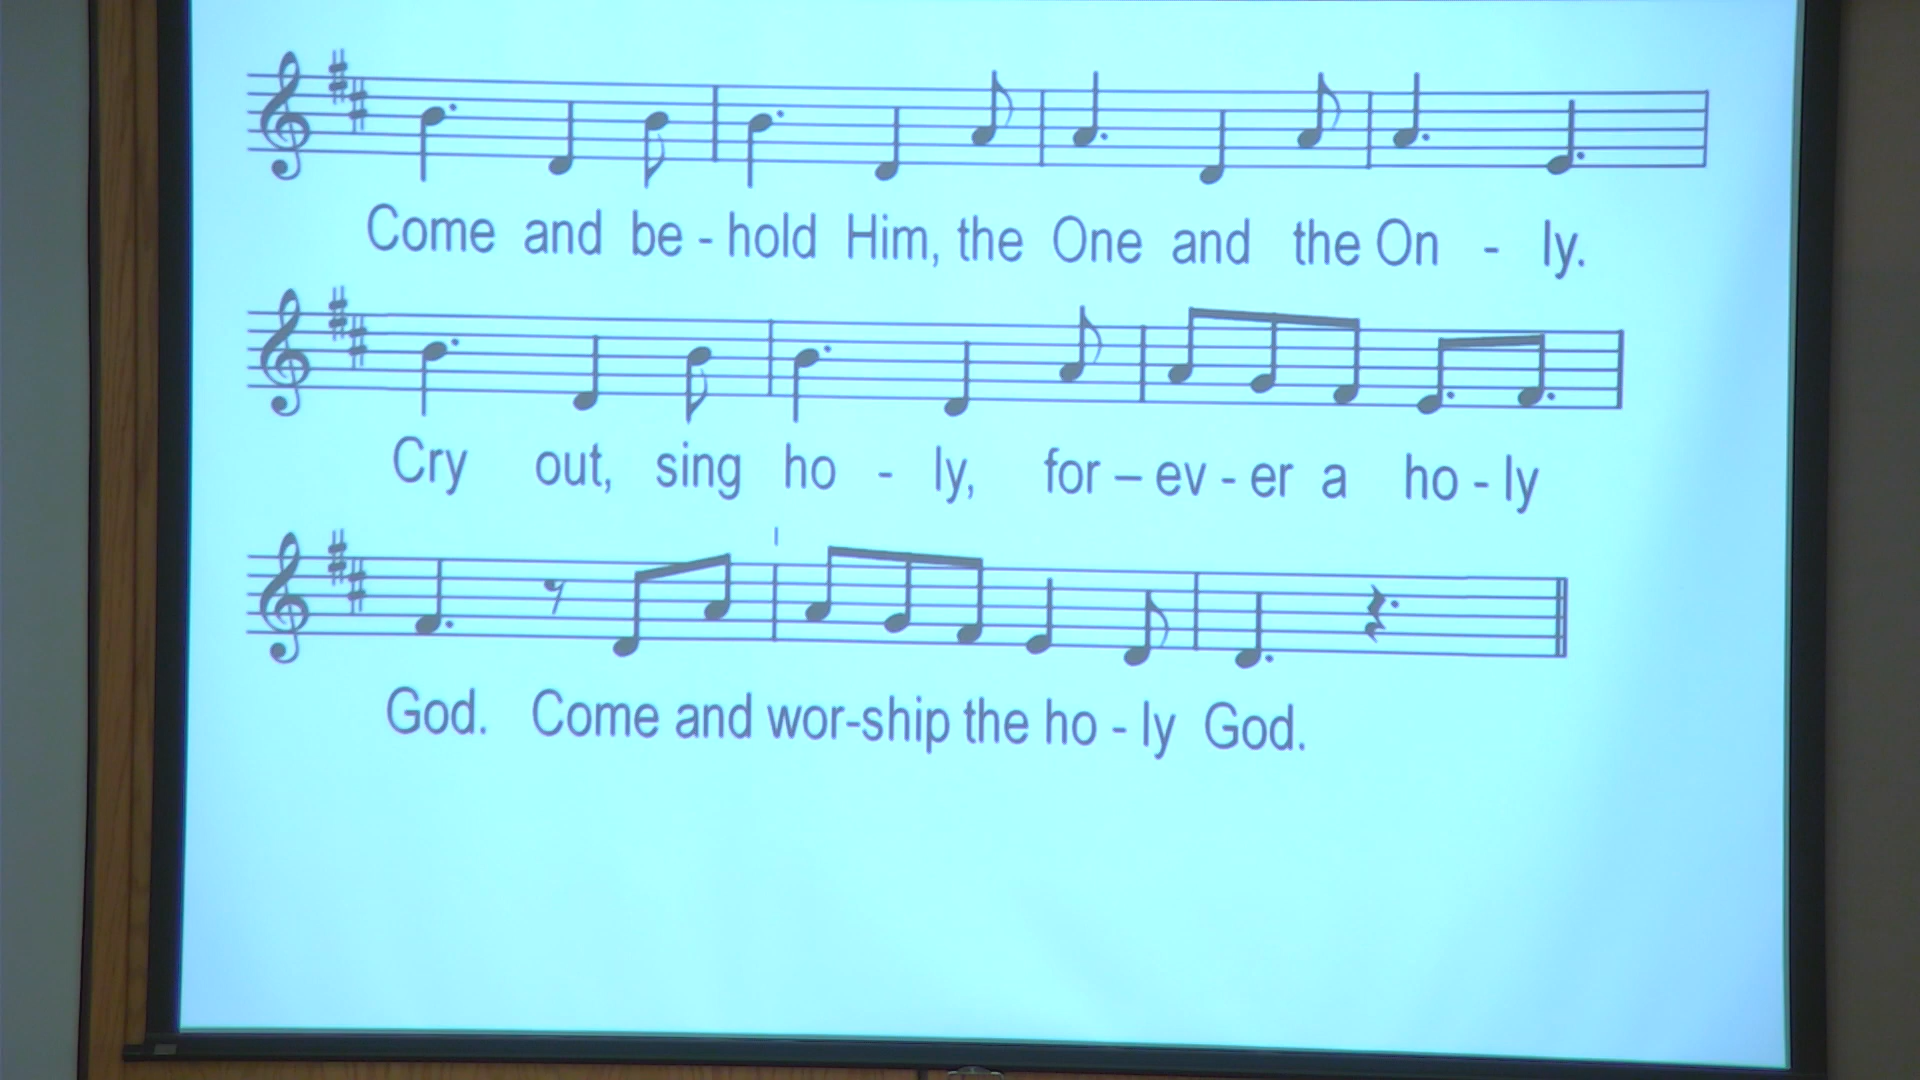 Come and be - hold Him, the One and the On - ly.
Cry out, sing ho - ly, for – ev - er a ho - ly
God. Come and wor-ship the ho - ly God.